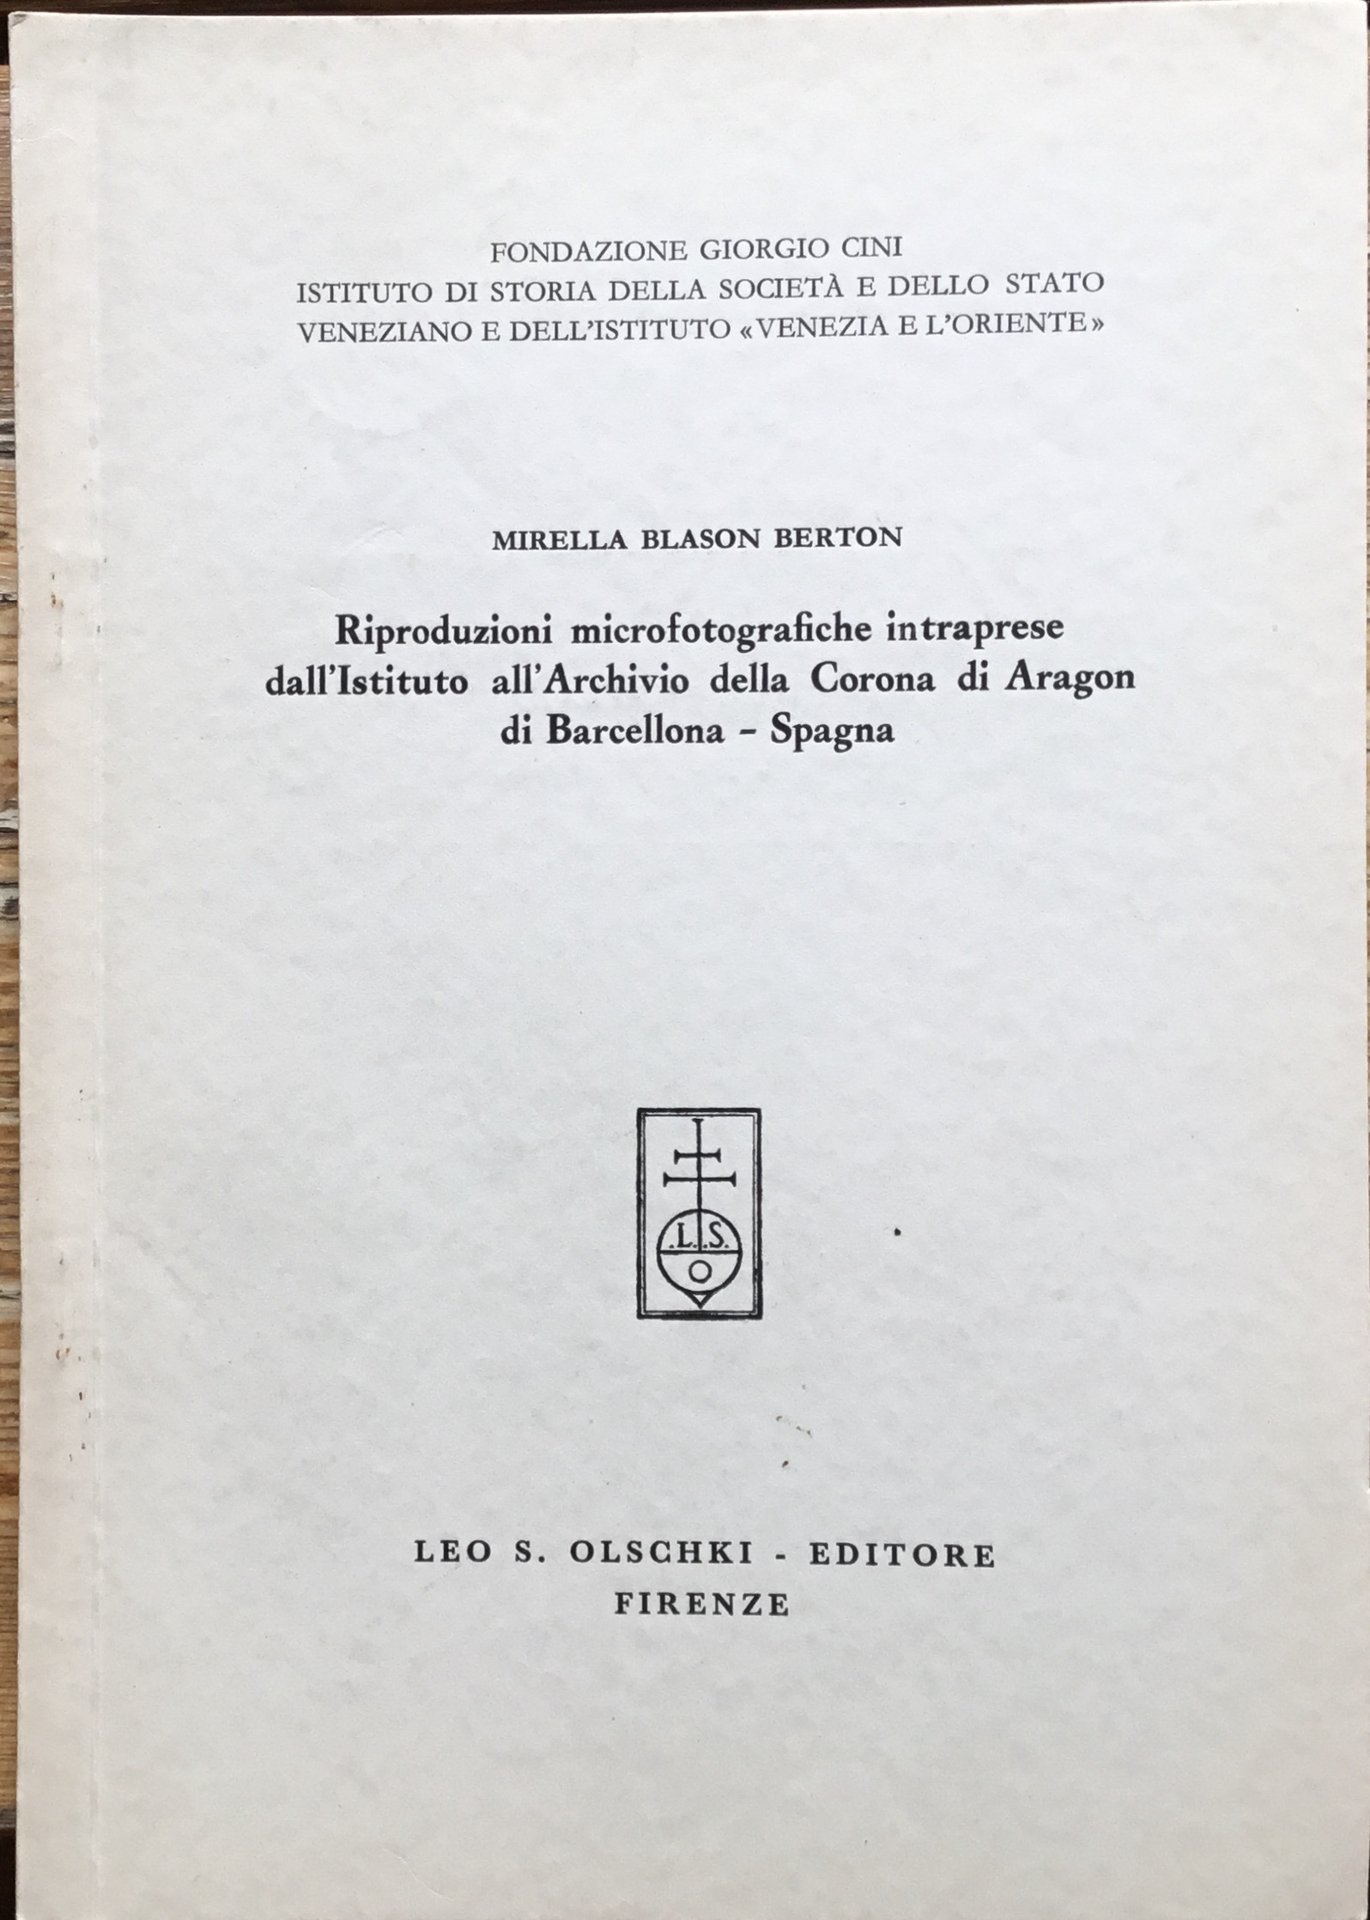 FONDAZIONE GIORGIO CINI
ISTITUTO DI STORIA DELLA SOCIETÀ E DELLO STATO
VENEZIANO E DELL'ISTITUTO «VENEZIA E L'ORIENTE»
MIRELLA BLASON BERTON
Riproduzioni microfotografiche intraprese
dall'Istituto all'Archivio della Corona di Aragon
di Barcellona – Spagna
.L.S.
O
LEO S. OLSCHKI - EDITORE
FIRENZE